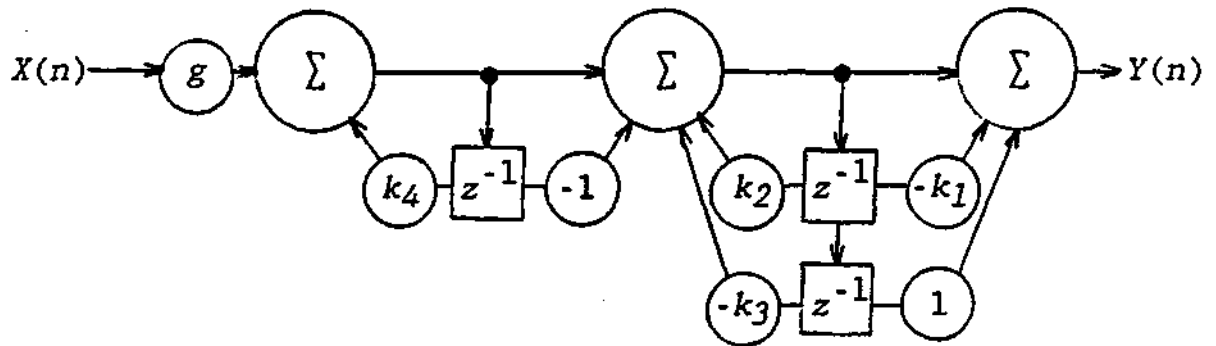 X(n) g Σ Σ Σ Y(n)
k₄ z⁻¹ -1 k₂ z⁻¹ -k₁
-k₃ z⁻¹ 1